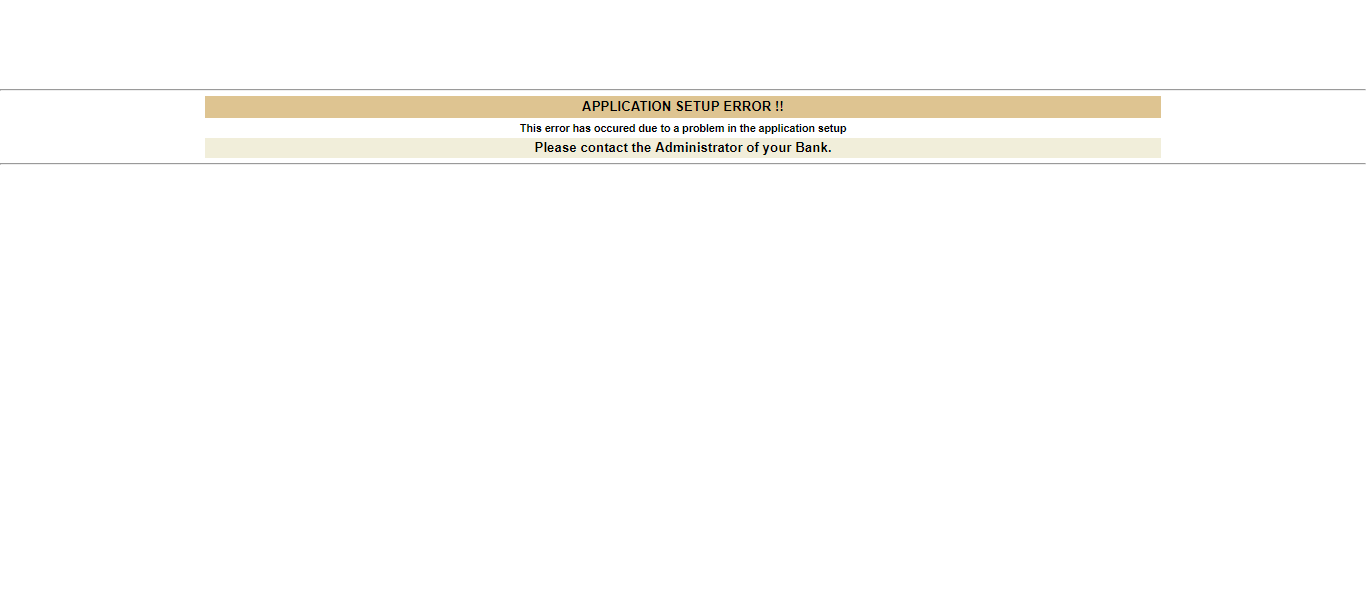 APPLICATION SETUP ERROR !!
This error has occured due to a problem in the application setup
Please contact the Administrator of your Bank.